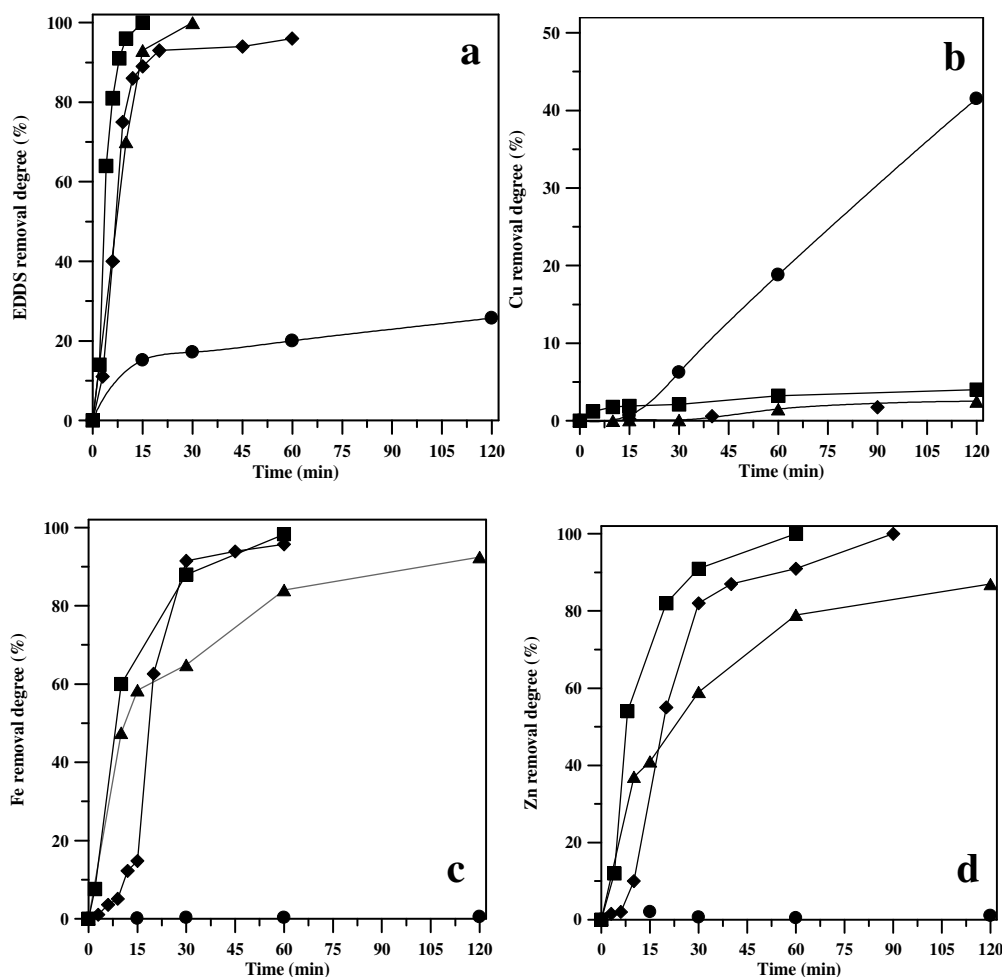 100
80
60
40
20
0
EDDS removal degree (%)
a
0 15 30 45 60 75 90 105 120
Time (min)
50
40
30
20
10
0
Cu removal degree (%)
b
0 15 30 45 60 75 90 105 120
Time (min)
100
80
60
40
20
0
Fe removal degree (%)
c
0 15 30 45 60 75 90 105 120
Time (min)
100
80
60
40
20
0
Zn removal degree (%)
d
0 15 30 45 60 75 90 105 120
Time (min)